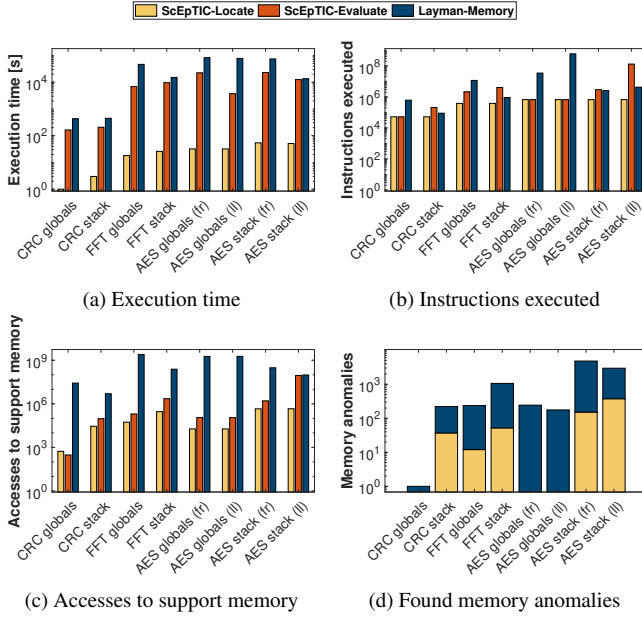 ScEpTIC-Locate ScEpTIC-Evaluate Layman-Memory
Execution time [s]
10^4
10^2
10^0
CRC globals
CRC stack
FFT globals
FFT stack
AES globals (fr)
AES globals (ll)
AES stack (fr)
AES stack (ll)
(a) Execution time
Instructions executed
10^8
10^6
10^4
10^2
10^0
CRC globals
CRC stack
FFT globals
FFT stack
AES globals (fr)
AES globals (ll)
AES stack (fr)
AES stack (ll)
(b) Instructions executed
Accesses to support memory
10^9
10^6
10^3
10^0
CRC globals
CRC stack
FFT globals
FFT stack
AES globals (fr)
AES globals (ll)
AES stack (fr)
AES stack (ll)
(c) Accesses to support memory
Memory anomalies
10^3
10^2
10^1
10^0
CRC globals
CRC stack
FFT globals
FFT stack
AES globals (fr)
AES globals (ll)
AES stack (fr)
AES stack (ll)
(d) Found memory anomalies